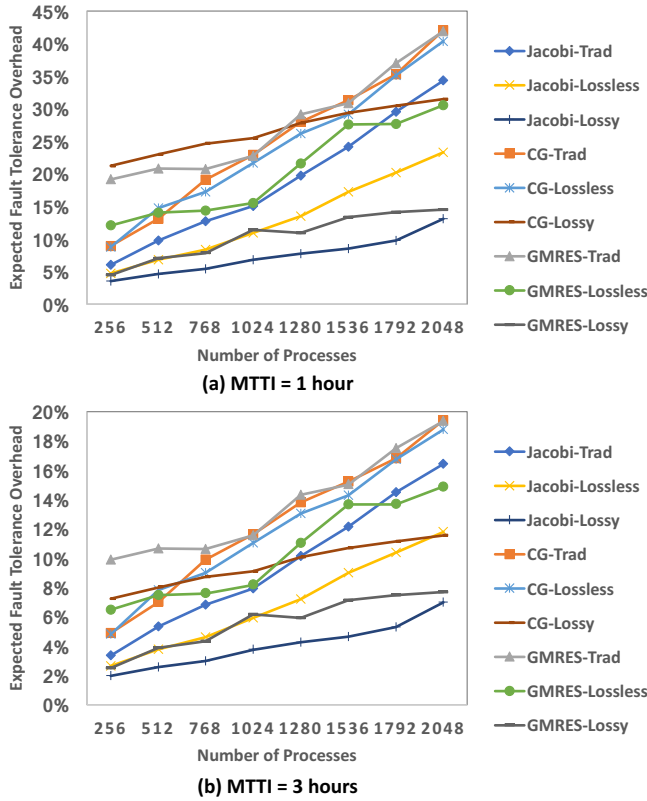 45%
40%
35%
30%
25%
20%
15%
10%
5%
0%
Expected Fault Tolerance Overhead
256 512 768 1024 1280 1536 1792 2048
Number of Processes
Jacobi-Trad
Jacobi-Lossless
Jacobi-Lossy
CG-Trad
CG-Lossless
CG-Lossy
GMRES-Trad
GMRES-Lossless
GMRES-Lossy
(a) MTTI = 1 hour
20%
18%
16%
14%
12%
10%
8%
6%
4%
2%
0%
Expected Fault Tolerance Overhead
256 512 768 1024 1280 1536 1792 2048
Number of Processes
Jacobi-Trad
Jacobi-Lossless
Jacobi-Lossy
CG-Trad
CG-Lossless
CG-Lossy
GMRES-Trad
GMRES-Lossless
GMRES-Lossy
(b) MTTI = 3 hours